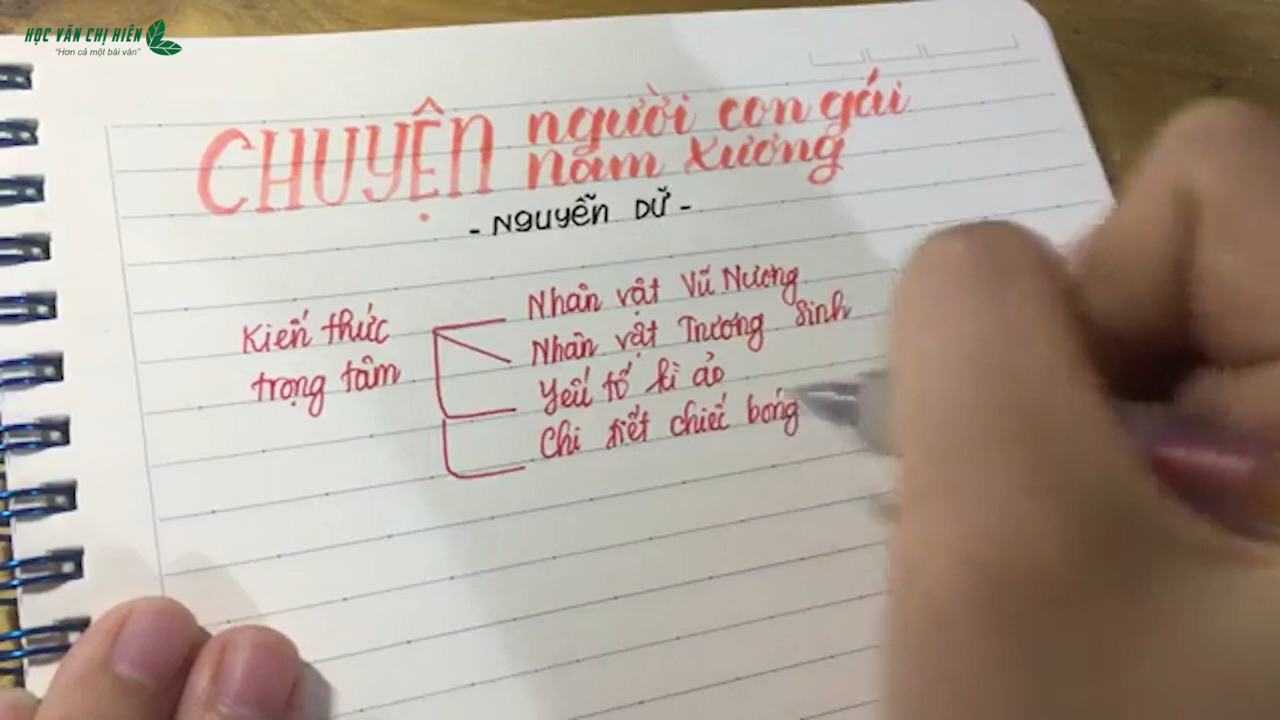 HỌC VĂN CHỊ HIÊN
"Hơn cả một bài văn"
CHUYỆN người con gái
nam xương
- NGUYỄN DỮ -
Kiến thức
trọng tâm
Nhân vật Vũ Nương
Nhân vật Trương Sinh
Yếu tố kì ảo
Chi tiết chiếc bóng